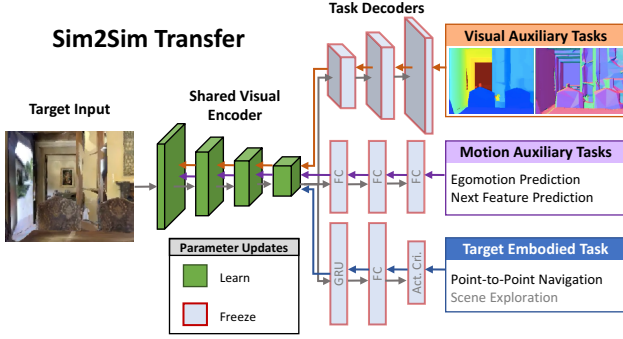 Sim2Sim Transfer
Task Decoders
Visual Auxiliary Tasks
Target Input
Shared Visual
Encoder
FC
FC
FC
Motion Auxiliary Tasks
Egomotion Prediction
Next Feature Prediction
Parameter Updates
Learn
Freeze
GRU
FC
Act. Cri.
Target Embodied Task
Point-to-Point Navigation
Scene Exploration